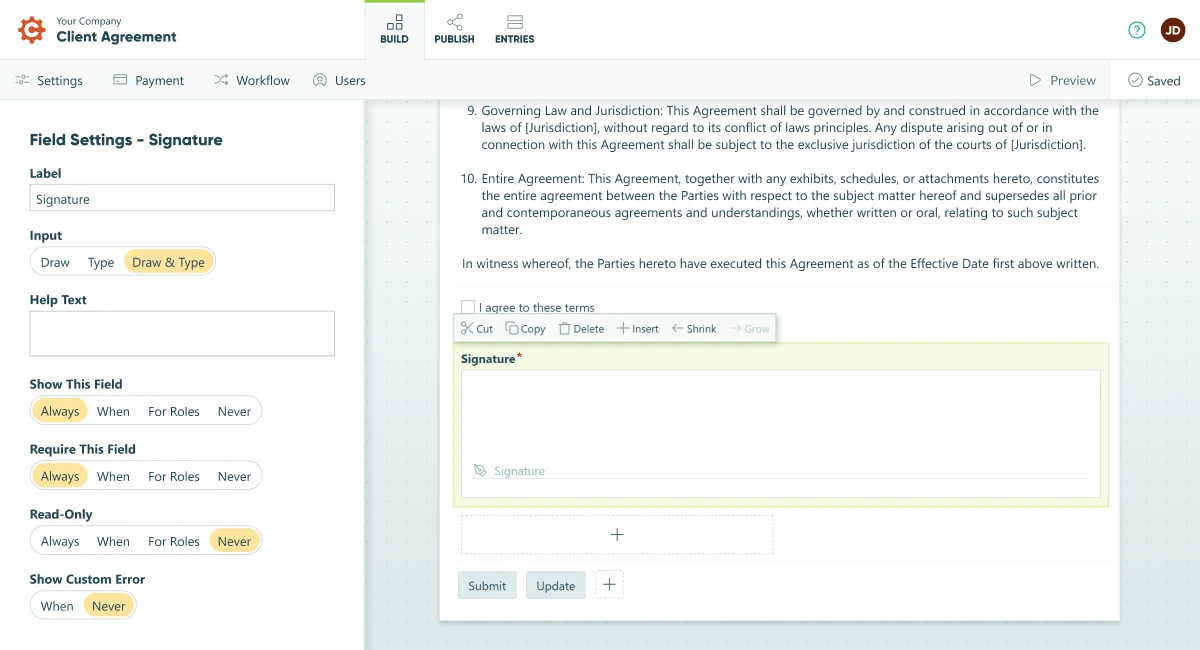 Your Company
Client Agreement
BUILD
PUBLISH
ENTRIES
?
JD
Settings
Payment
Workflow
Users
Preview
Saved
Field Settings - Signature
Label
Signature
Input
Draw Type Draw & Type
Help Text
Show This Field
Always When For Roles Never
Require This Field
Always When For Roles Never
Read-Only
Always When For Roles Never
Show Custom Error
When Never
9. Governing Law and Jurisdiction: This Agreement shall be governed by and construed in accordance with the
laws of [Jurisdiction], without regard to its conflict of laws principles. Any dispute arising out of or in
connection with this Agreement shall be subject to the exclusive jurisdiction of the courts of [Jurisdiction].
10. Entire Agreement: This Agreement, together with any exhibits, schedules, or attachments hereto, constitutes
the entire agreement between the Parties with respect to the subject matter hereof and supersedes all prior
and contemporaneous agreements and understandings, whether written or oral, relating to such subject
matter.
In witness whereof, the Parties hereto have executed this Agreement as of the Effective Date first above written.
I agree to these terms
Cut Copy Delete Insert Shrink Grow
Signature*
Signature
Submit Update